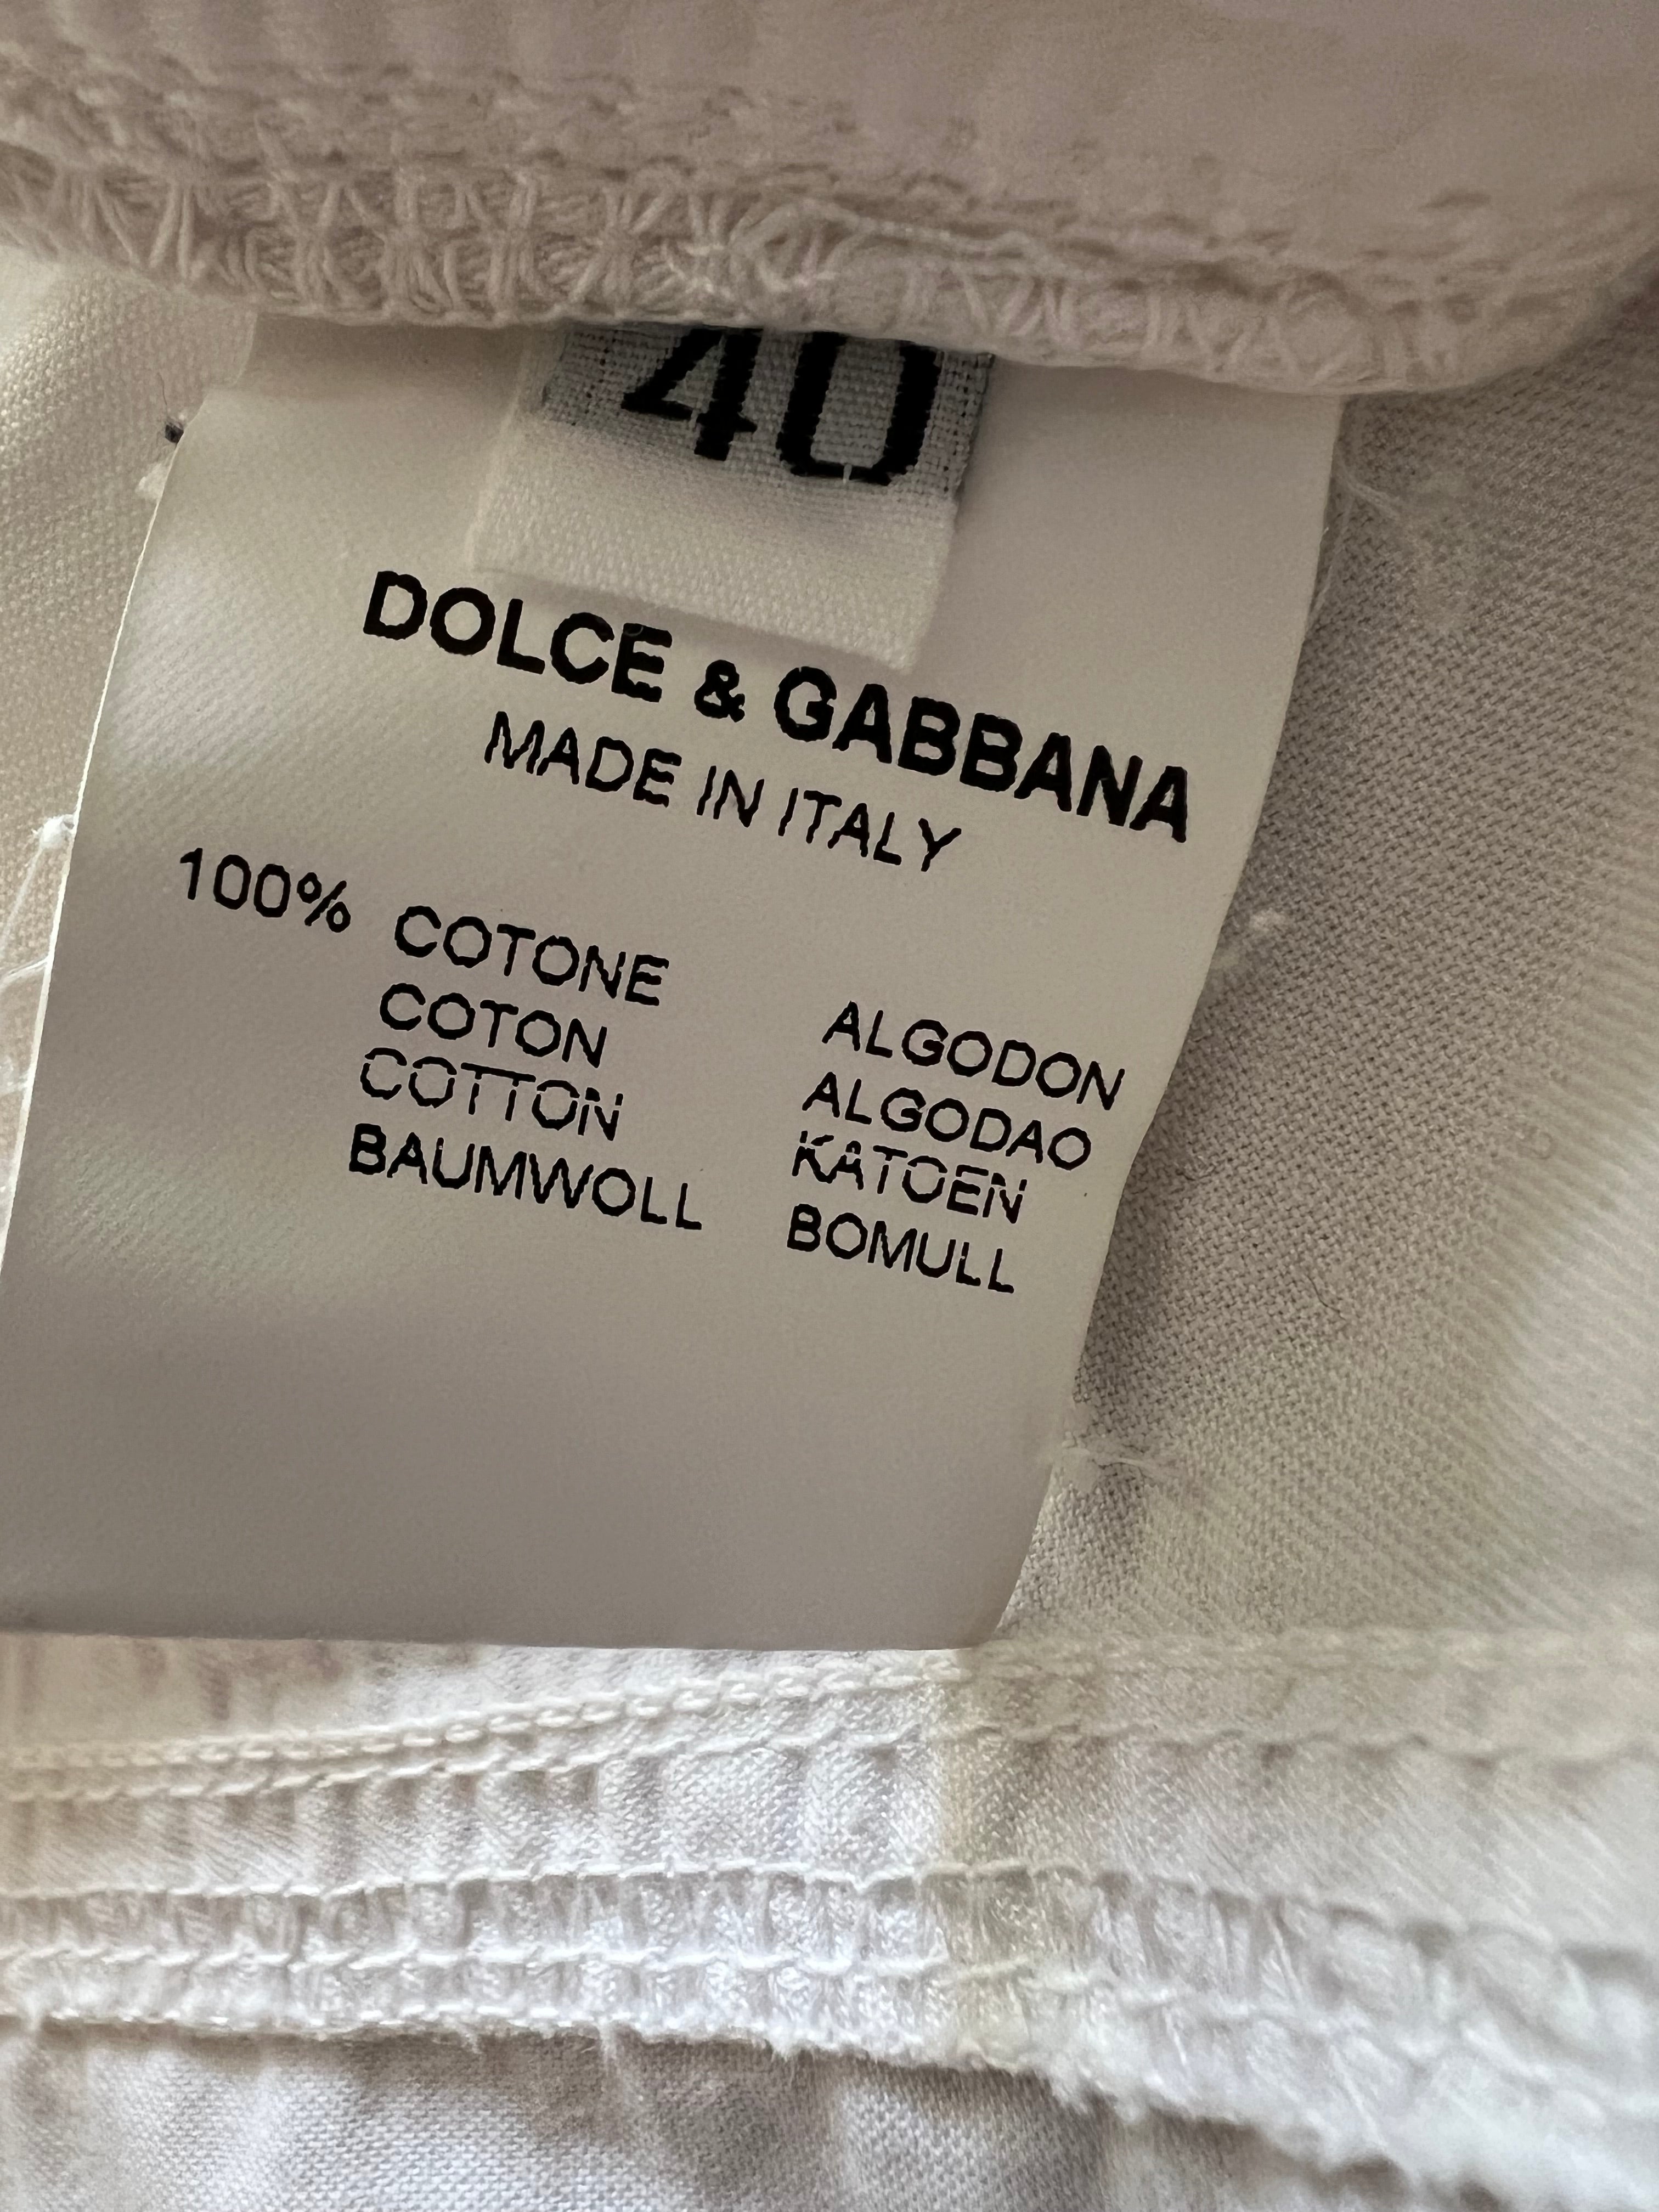 40
DOLCE & GABBANA
MADE IN ITALY
100% COTONE ALGODON
COTON ALGODAO
COTTON KATOEN
BAUMWOLL BOMULL